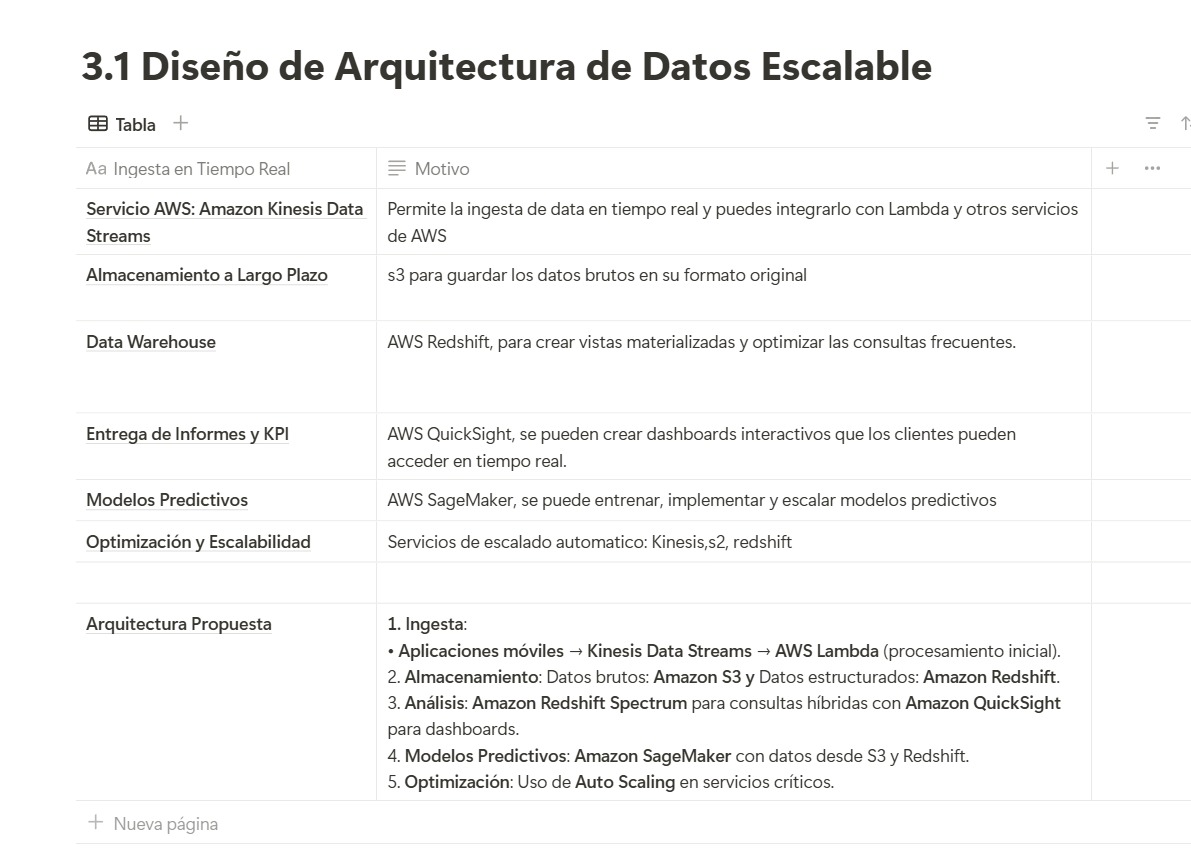 3.1 Diseño de Arquitectura de Datos Escalable
Tabla
Aa Ingesta en Tiempo Real
Motivo
Servicio AWS: Amazon Kinesis Data
Streams
Permite la ingesta de data en tiempo real y puedes integrarlo con Lambda y otros servicios
de AWS
Almacenamiento a Largo Plazo
s3 para guardar los datos brutos en su formato original
Data Warehouse
AWS Redshift, para crear vistas materializadas y optimizar las consultas frecuentes.
Entrega de Informes y KPI
AWS QuickSight, se pueden crear dashboards interactivos que los clientes pueden
acceder en tiempo real.
Modelos Predictivos
AWS SageMaker, se puede entrenar, implementar y escalar modelos predictivos
Optimización y Escalabilidad
Servicios de escalado automatico: Kinesis,s2, redshift
Arquitectura Propuesta
1. Ingesta:
• Aplicaciones móviles → Kinesis Data Streams → AWS Lambda (procesamiento inicial).
2. Almacenamiento: Datos brutos: Amazon S3 y Datos estructurados: Amazon Redshift.
3. Análisis: Amazon Redshift Spectrum para consultas híbridas con Amazon QuickSight
para dashboards.
4. Modelos Predictivos: Amazon SageMaker con datos desde S3 y Redshift.
5. Optimización: Uso de Auto Scaling en servicios críticos.
Nueva página